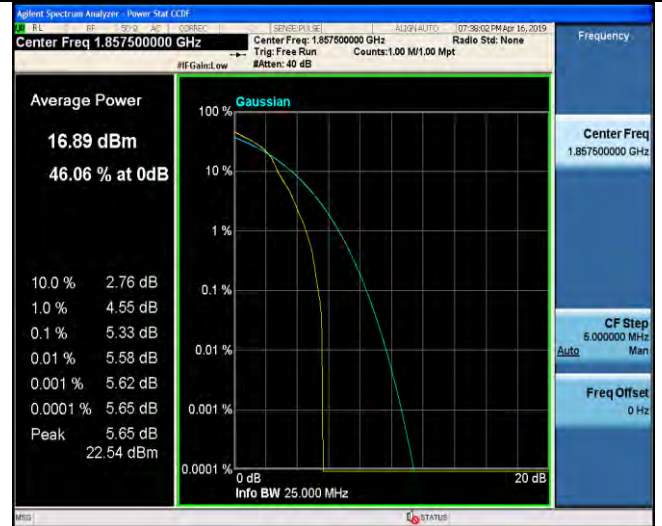 Agilent Spectrum Analyzer - Power Stat CCDF
RL RF 50 Ω AC CORREC SENSE:PULSE ALIGN AUTO 07:38:02 PM Apr 16, 2019
Center Freq 1.857500000 GHz
Center Freq: 1.857500000 GHz Radio Std: None
Trig: Free Run Counts:1.00 M/1.00 Mpt
#IFGain:Low #Atten: 40 dB
Frequency
Average Power
16.89 dBm
46.06 % at 0dB
10.0 % 2.76 dB
1.0 % 4.55 dB
0.1 % 5.33 dB
0.01 % 5.58 dB
0.001 % 5.62 dB
0.0001 % 5.65 dB
Peak 5.65 dB
22.54 dBm
Gaussian
100 %
10 %
1 %
0.1 %
0.01 %
0.001 %
0.0001 %
0 dB 20 dB
Info BW 25.000 MHz
Center Freq
1.857500000 GHz
CF Step
5.000000 MHz
Auto Man
Freq Offset
0 Hz
MSG STATUS